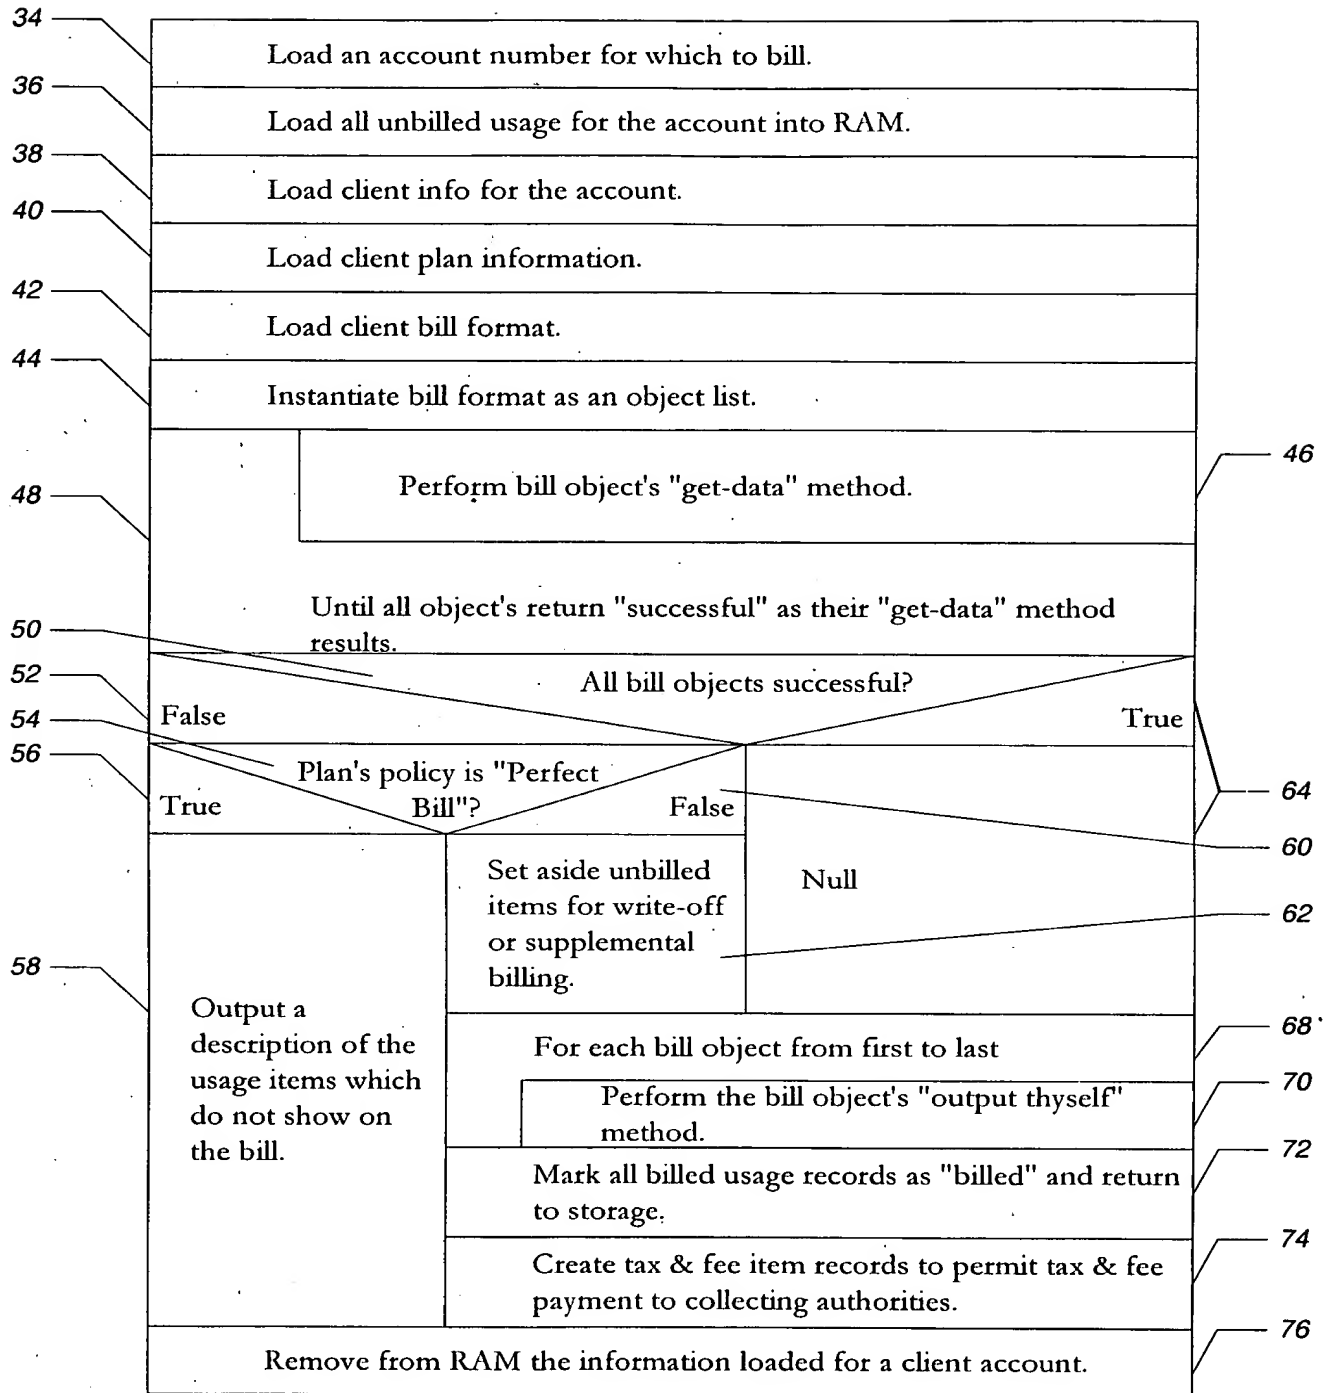 34
Load an account number for which to bill.
36
Load all unbilled usage for the account into RAM.
38
Load client info for the account.
40
Load client plan information.
42
Load client bill format.
44
Instantiate bill format as an object list.
46
Perform bill object's "get-data" method.
48
Until all object's return "successful" as their "get-data" method
results.
50
All bill objects successful?
52
False
True
54
Plan's policy is "Perfect
Bill"?
56
True
False
64
60
Set aside unbilled
items for write-off
or supplemental
billing.
Null
62
58
Output a
description of the
usage items which
do not show on
the bill.
68
For each bill object from first to last
70
Perform the bill object's "output thyself"
method.
72
Mark all billed usage records as "billed" and return
to storage.
74
Create tax & fee item records to permit tax & fee
payment to collecting authorities.
76
Remove from RAM the information loaded for a client account.